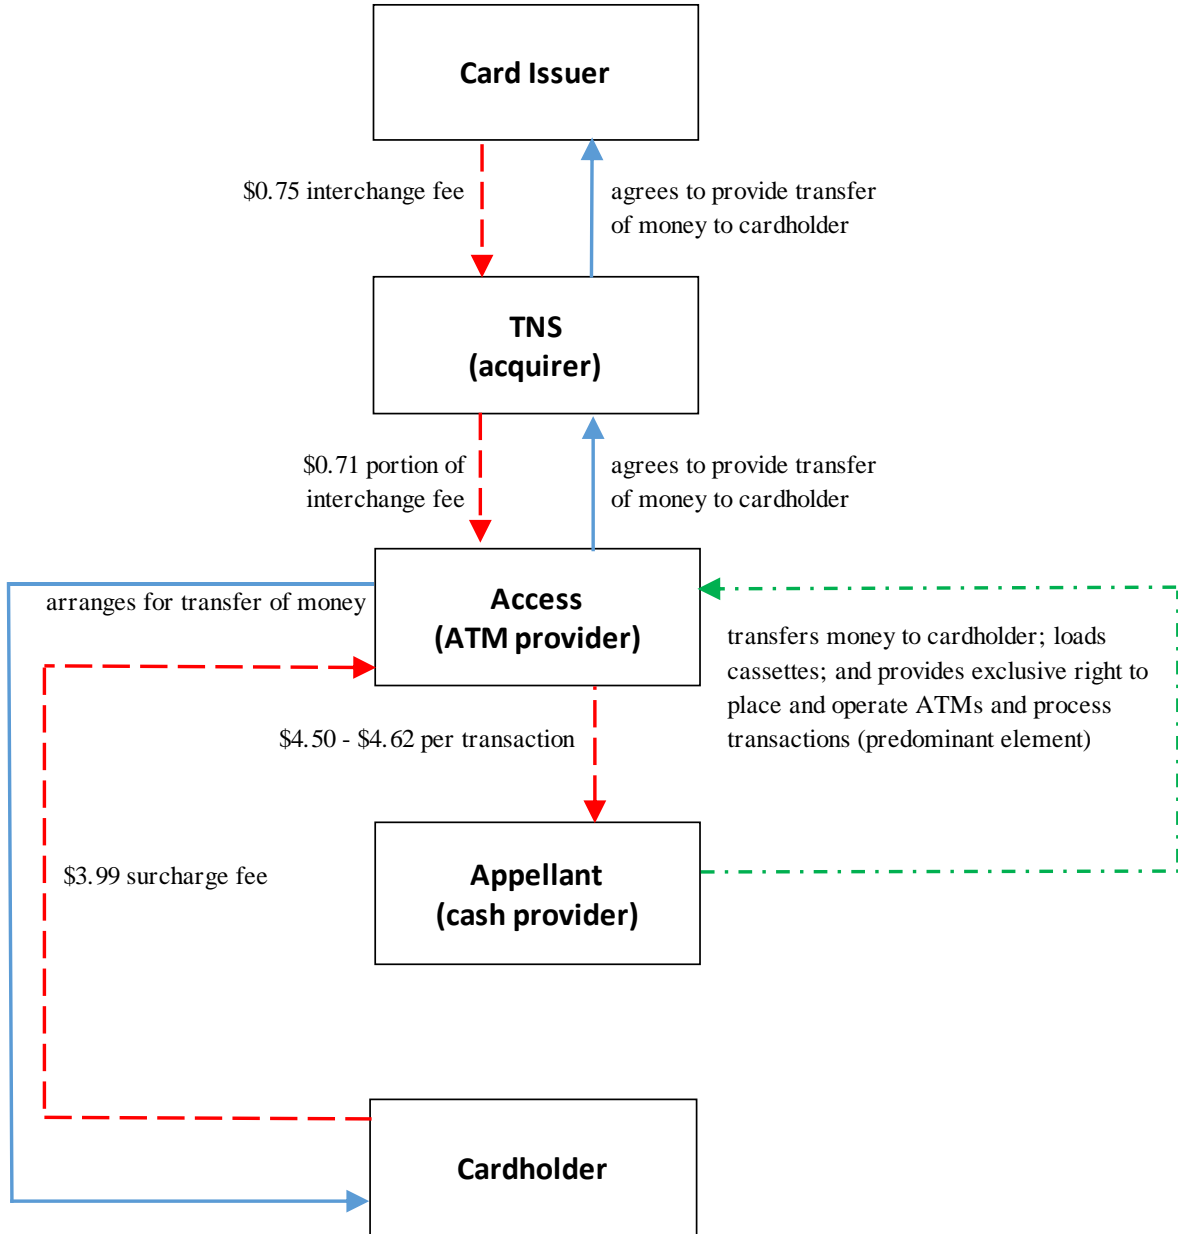 Card Issuer
$0.75 interchange fee
agrees to provide transfer
of money to cardholder
TNS
(acquirer)
$0.71 portion of
interchange fee
agrees to provide transfer
of money to cardholder
arranges for transfer of money
Access
(ATM provider)
transfers money to cardholder; loads
cassettes; and provides exclusive right to
place and operate ATMs and process
transactions (predominant element)
$4.50 - $4.62 per transaction
$3.99 surcharge fee
Appellant
(cash provider)
Cardholder